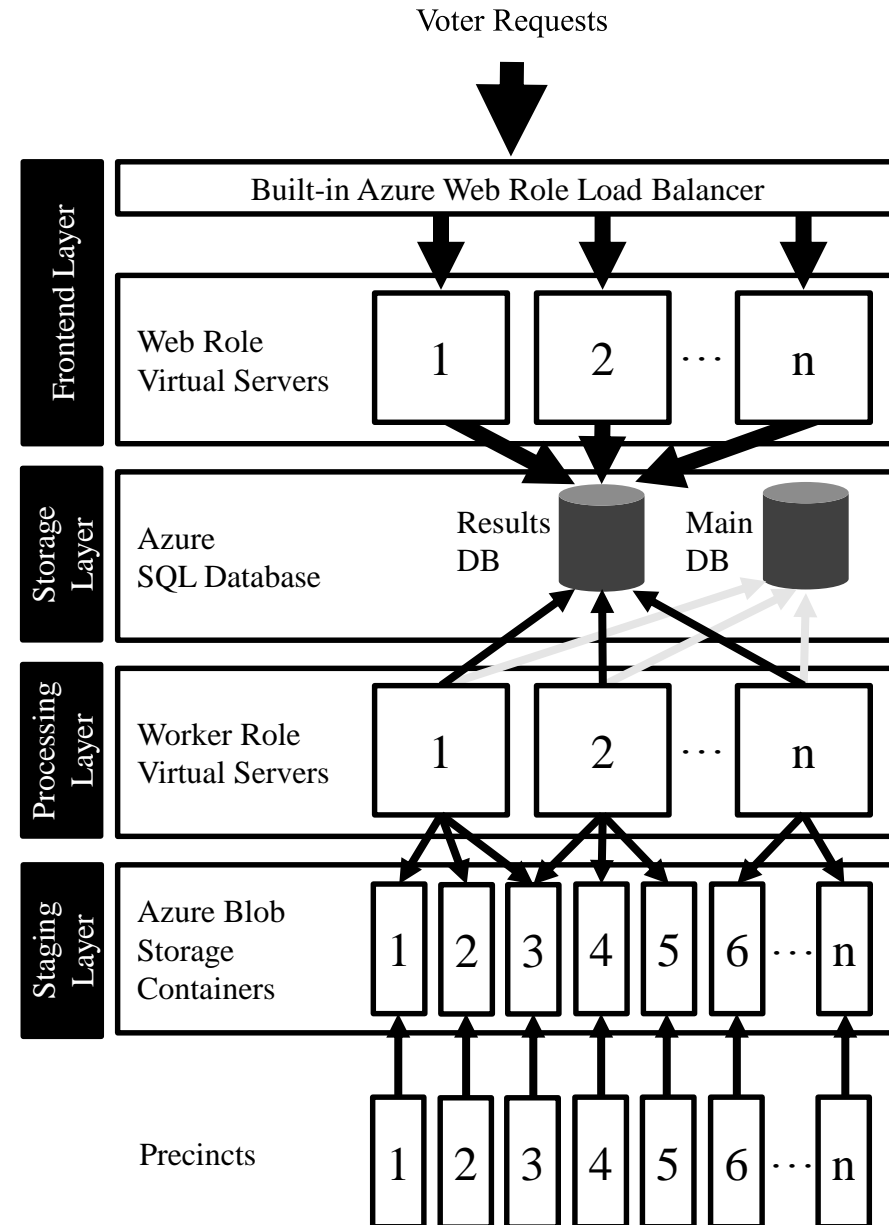 Voter Requests
Frontend Layer
Built-in Azure Web Role Load Balancer
Web Role
Virtual Servers
1
2
...
n
Storage
Layer
Azure
SQL Database
Results
DB
Main
DB
Processing
Layer
Worker Role
Virtual Servers
1
2
...
n
Staging
Layer
Azure Blob
Storage
Containers
1
2
3
4
5
6
...
n
Precincts
1
2
3
4
5
6
...
n